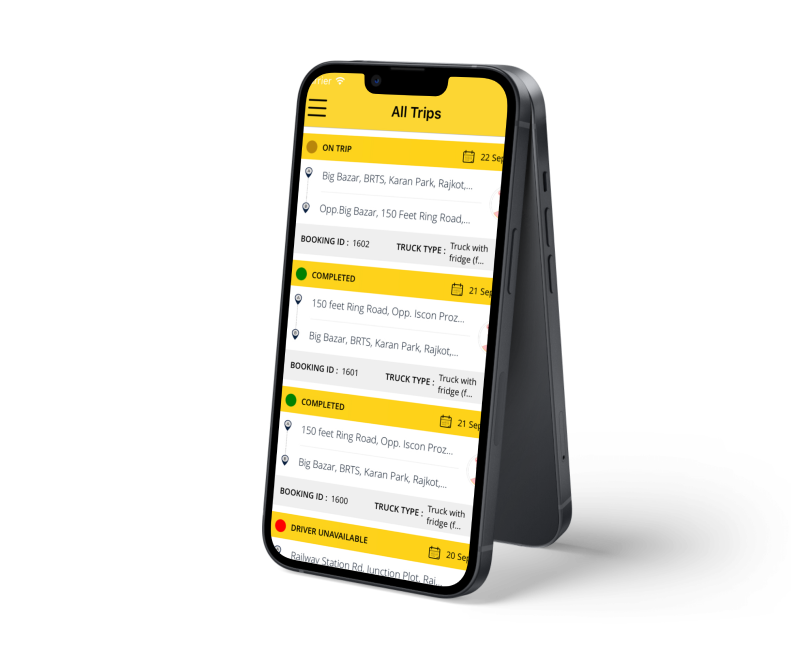 All Trips
ON TRIP 22 Sep
Big Bazar, BRTS, Karan Park, Rajkot,...
Opp.Big Bazar, 150 Feet Ring Road,...
BOOKING ID : 1602 TRUCK TYPE : Truck with
fridge (f...
COMPLETED 21 Sep
150 feet Ring Road, Opp. Iscon Proz...
Big Bazar, BRTS, Karan Park, Rajkot,...
BOOKING ID : 1601 TRUCK TYPE : Truck with
fridge (f...
COMPLETED 21 Sep
150 feet Ring Road, Opp. Iscon Proz...
Big Bazar, BRTS, Karan Park, Rajkot,...
BOOKING ID : 1600 TRUCK TYPE : Truck with
fridge (f...
DRIVER UNAVAILABLE 20 Sep
Railway Station Rd, Junction Plot, Raj...